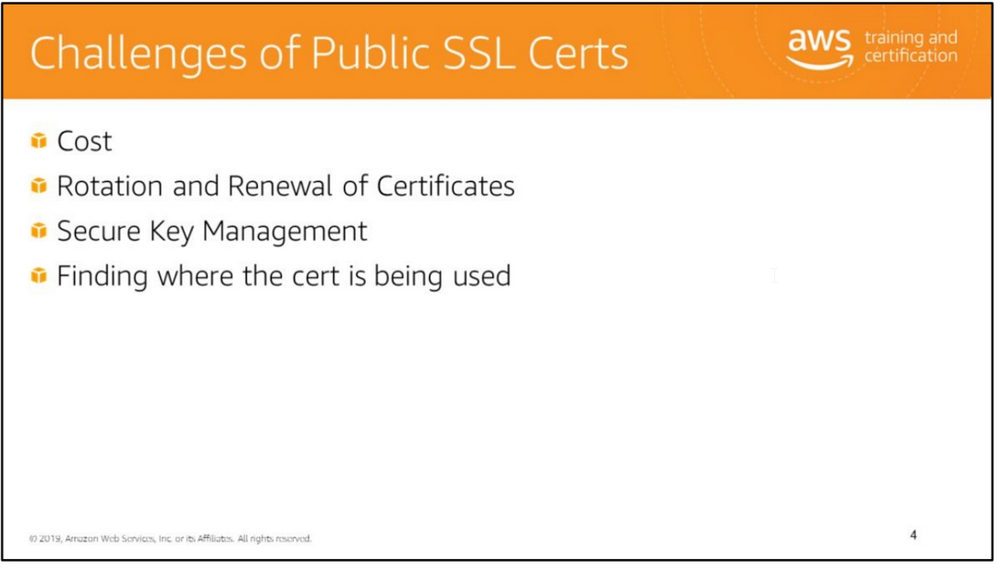 Challenges of Public SSL Certs
aws training and certification
Cost
Rotation and Renewal of Certificates
Secure Key Management
Finding where the cert is being used
© 2019, Amazon Web Services, Inc. or its Affiliates. All rights reserved.
4